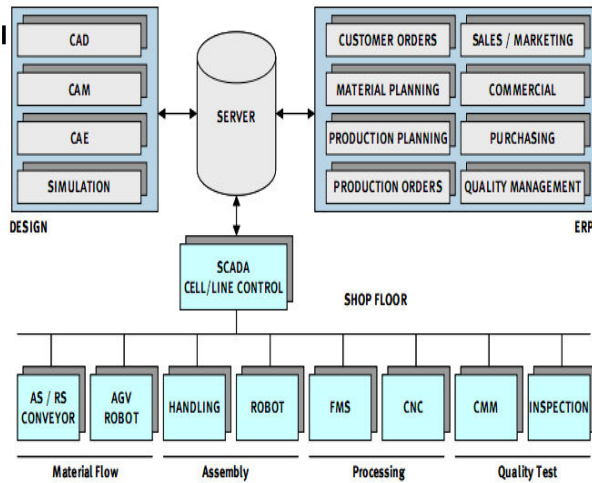 CAD
CAM
CAE
SIMULATION
DESIGN
SERVER
CUSTOMER ORDERS
SALES / MARKETING
MATERIAL PLANNING
COMMERCIAL
PRODUCTION PLANNING
PURCHASING
PRODUCTION ORDERS
QUALITY MANAGEMENT
ERP
SCADA
CELL/LINE CONTROL
SHOP FLOOR
AS / RS
CONVEYOR
AGV
ROBOT
HANDLING
ROBOT
FMS
CNC
CMM
INSPECTION
Material Flow
Assembly
Processing
Quality Test